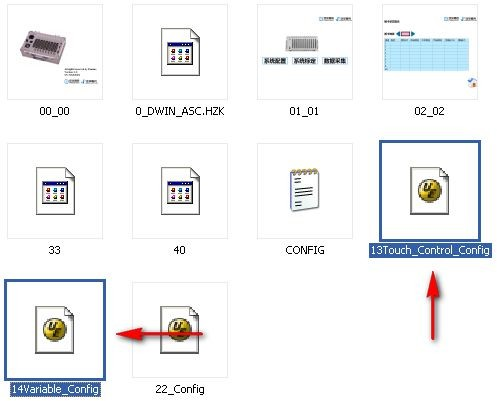 00_00
0_DWIN_ASC.HZK
系统配置 系统标定 数据采集
01_01
02_02
33
40
CONFIG
13Touch_Control_Config
14Variable_Config
22_Config